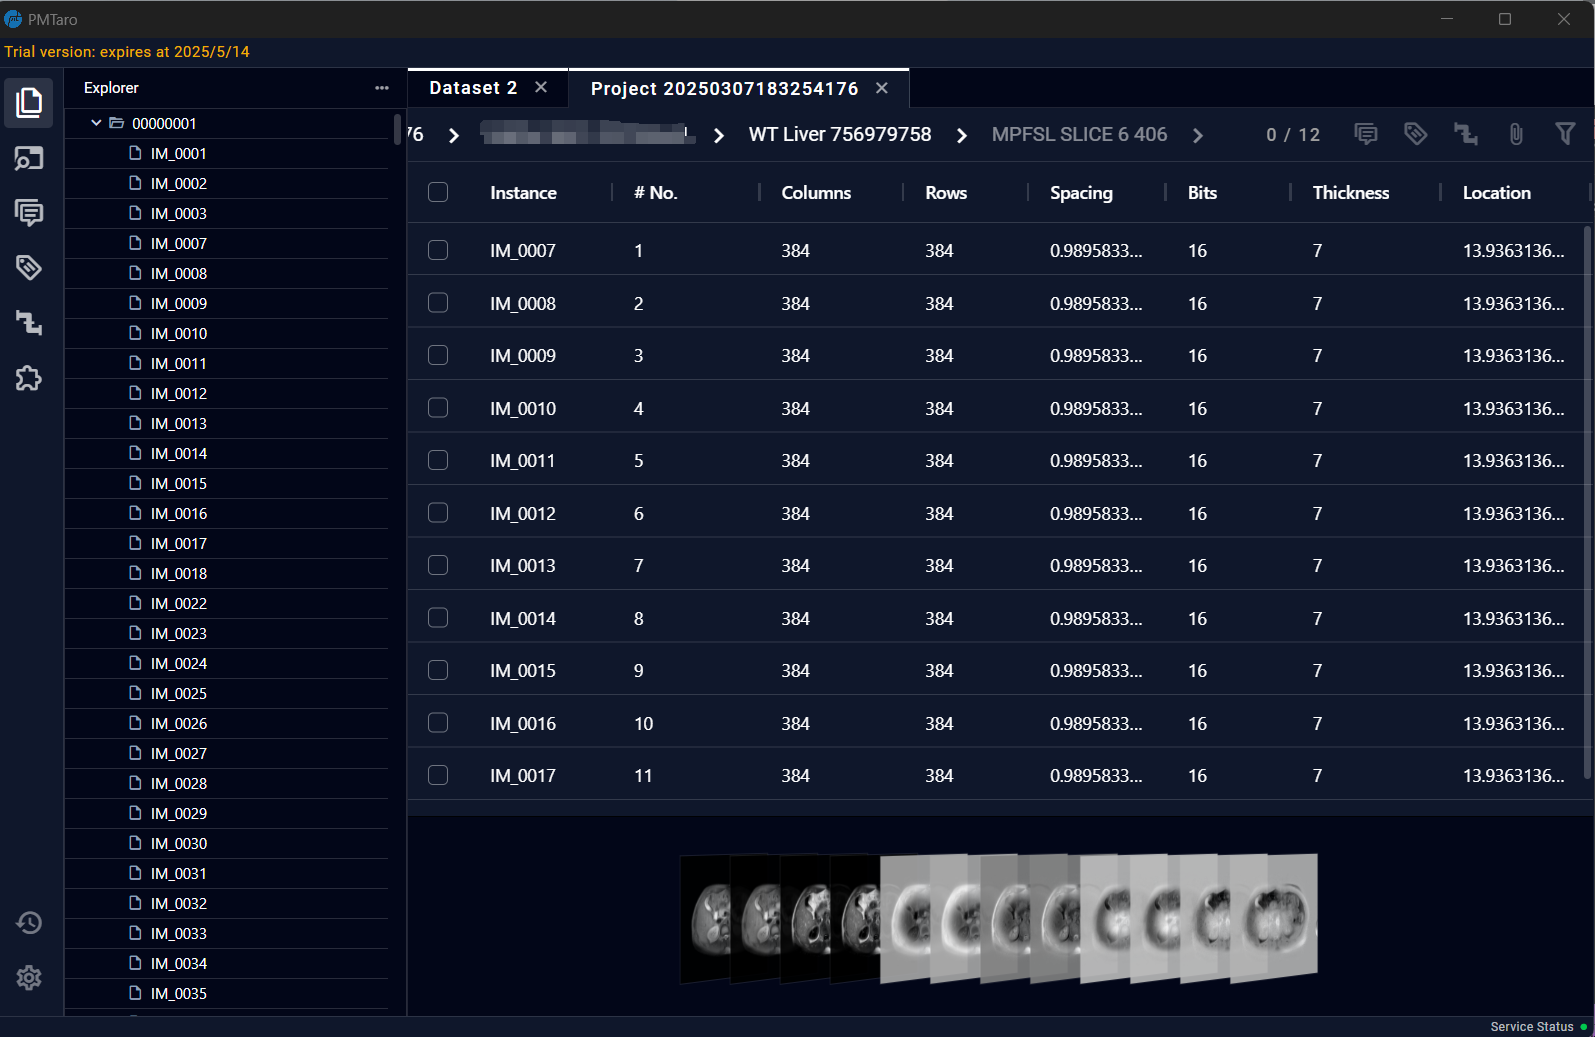 PMTaro
Trial version: expires at 2025/5/14
Explorer
Dataset 2
Project 20250307183254176
76
WT Liver 756979758
MPFSL SLICE 6 406
0 / 12
00000001
IM_0001
IM_0002
IM_0003
IM_0007
IM_0008
IM_0009
IM_0010
IM_0011
IM_0012
IM_0013
IM_0014
IM_0015
IM_0016
IM_0017
IM_0018
IM_0022
IM_0023
IM_0024
IM_0025
IM_0026
IM_0027
IM_0028
IM_0029
IM_0030
IM_0031
IM_0032
IM_0033
IM_0034
IM_0035
Instance # No. Columns Rows Spacing Bits Thickness Location
IM_0007 1 384 384 0.9895833... 16 7 13.9363136...
IM_0008 2 384 384 0.9895833... 16 7 13.9363136...
IM_0009 3 384 384 0.9895833... 16 7 13.9363136...
IM_0010 4 384 384 0.9895833... 16 7 13.9363136...
IM_0011 5 384 384 0.9895833... 16 7 13.9363136...
IM_0012 6 384 384 0.9895833... 16 7 13.9363136...
IM_0013 7 384 384 0.9895833... 16 7 13.9363136...
IM_0014 8 384 384 0.9895833... 16 7 13.9363136...
IM_0015 9 384 384 0.9895833... 16 7 13.9363136...
IM_0016 10 384 384 0.9895833... 16 7 13.9363136...
IM_0017 11 384 384 0.9895833... 16 7 13.9363136...
Service Status